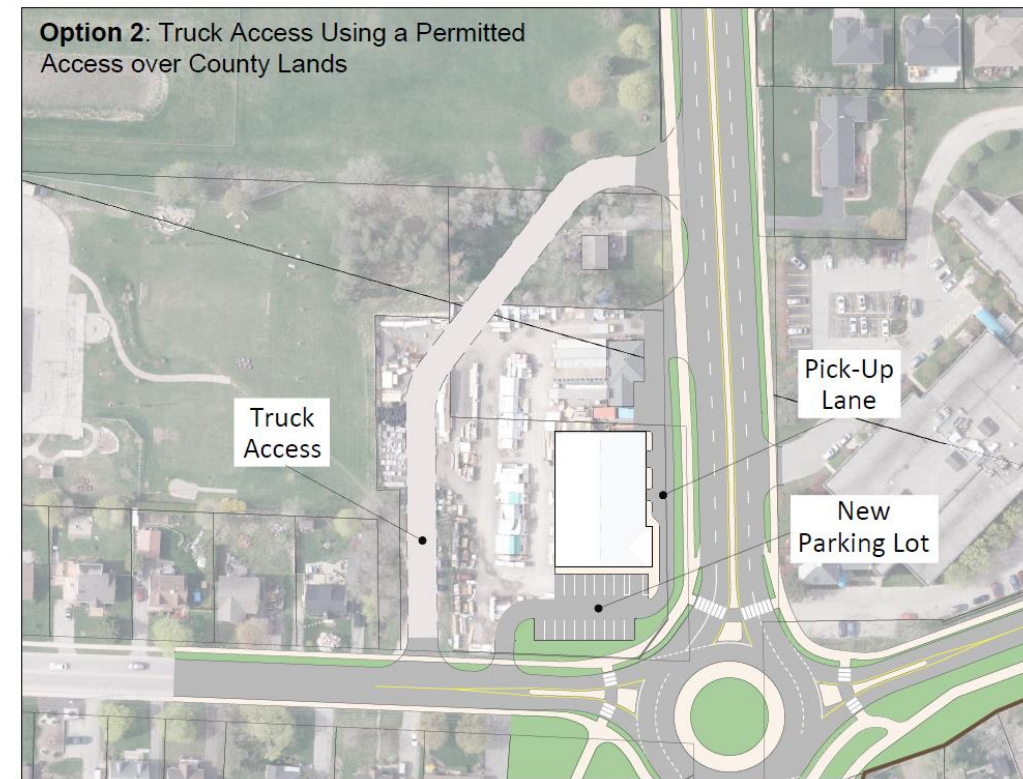 Option 2: Truck Access Using a Permitted
Access over County Lands
Pick-Up
Lane
Truck
Access
New
Parking Lot